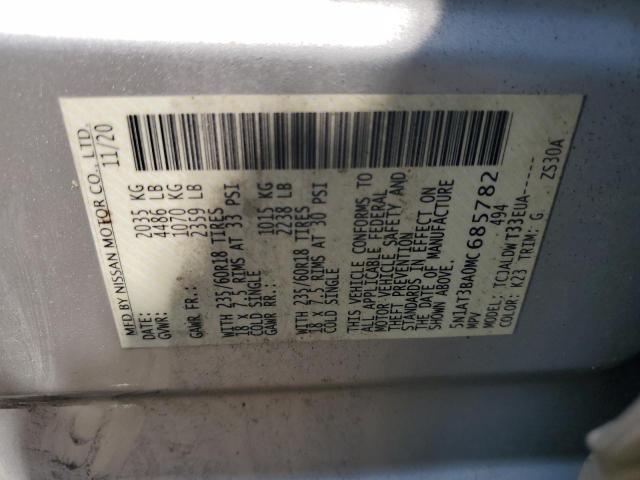 MFD BY NISSAN MOTOR CO., LTD.
DATE: 11/20
GVWR: 2035 KG
4486 LB
GAWR FR.: 1070 KG
2359 LB
WITH 235/60R18 TIRES
18 x 7.5 RIMS AT 33 PSI
COLD SINGLE
GAWR RR.: 1015 KG
2238 LB
WITH 235/60R18 TIRES
18 x 7.5 RIMS AT 30 PSI
COLD SINGLE
THIS VEHICLE CONFORMS TO
ALL APPLICABLE FEDERAL
MOTOR VEHICLE SAFETY, AND
THEFT PREVENTION
STANDARDS IN EFFECT ON
THE DATE OF MANUFACTURE
SHOWN ABOVE.
5N1AT3BA0MC685782
MPV 494
MODEL: TCJALDWT33EUA------
COLOR: K23 TRIM: G ZS30A